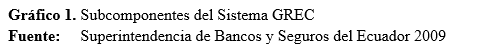 Gráfico 1. Subcomponentes del Sistema GREC
Fuente: Superintendencia de Bancos y Seguros del Ecuador 2009